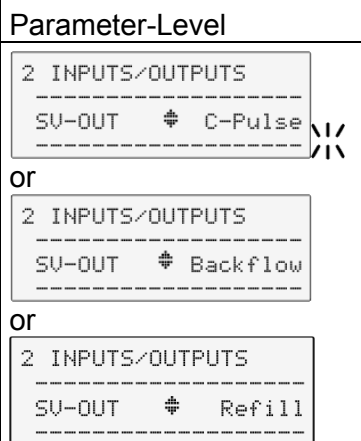 Parameter-Level
2 INPUTS/OUTPUTS
SV-OUT C-Pulse
or
2 INPUTS/OUTPUTS
SV-OUT Backflow
or
2 INPUTS/OUTPUTS
SV-OUT Refill